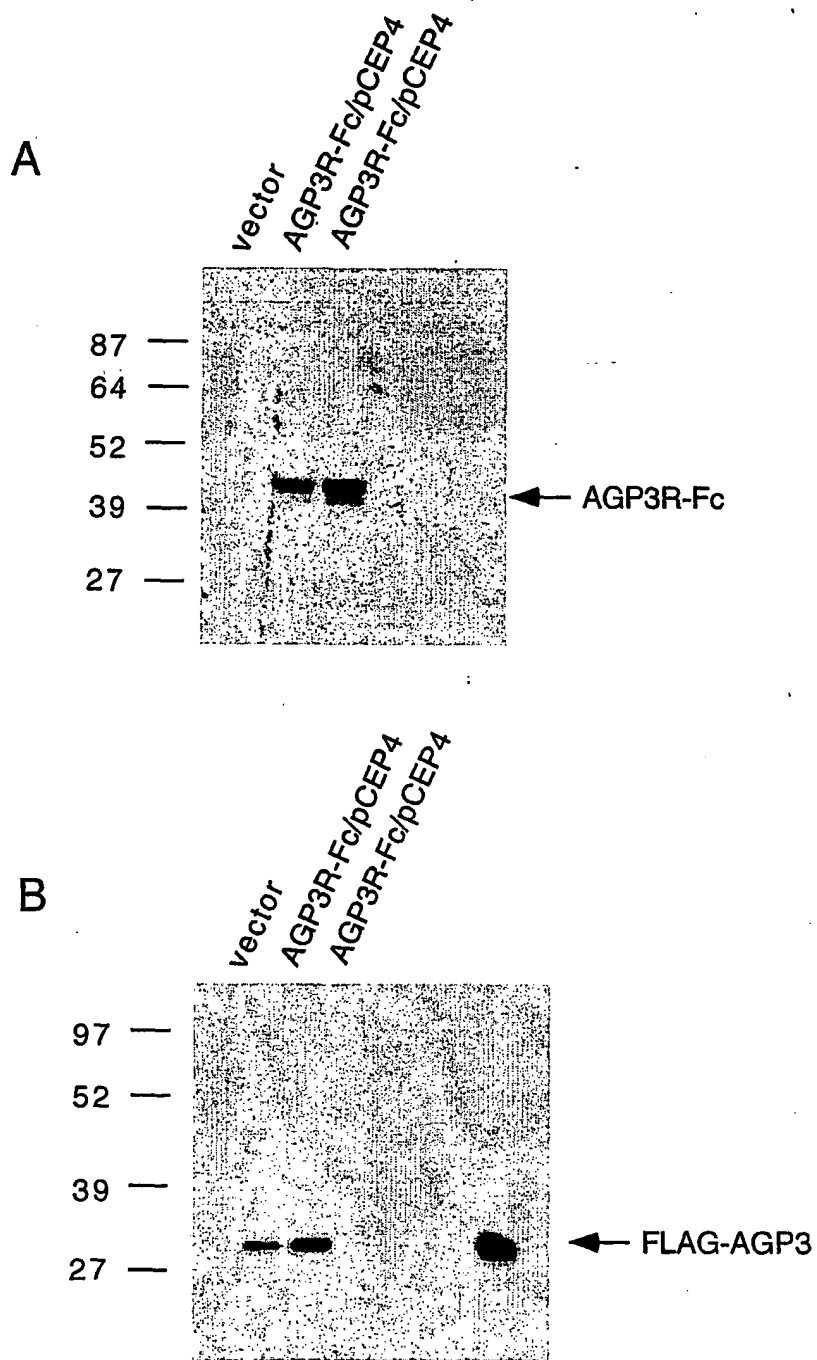 A
vector
AGP3R-Fc/pCEP4
AGP3R-Fc/pCEP4
87
64
52
39
27
AGP3R-Fc
B
vector
AGP3R-Fc/pCEP4
AGP3R-Fc/pCEP4
97
52
39
27
FLAG-AGP3